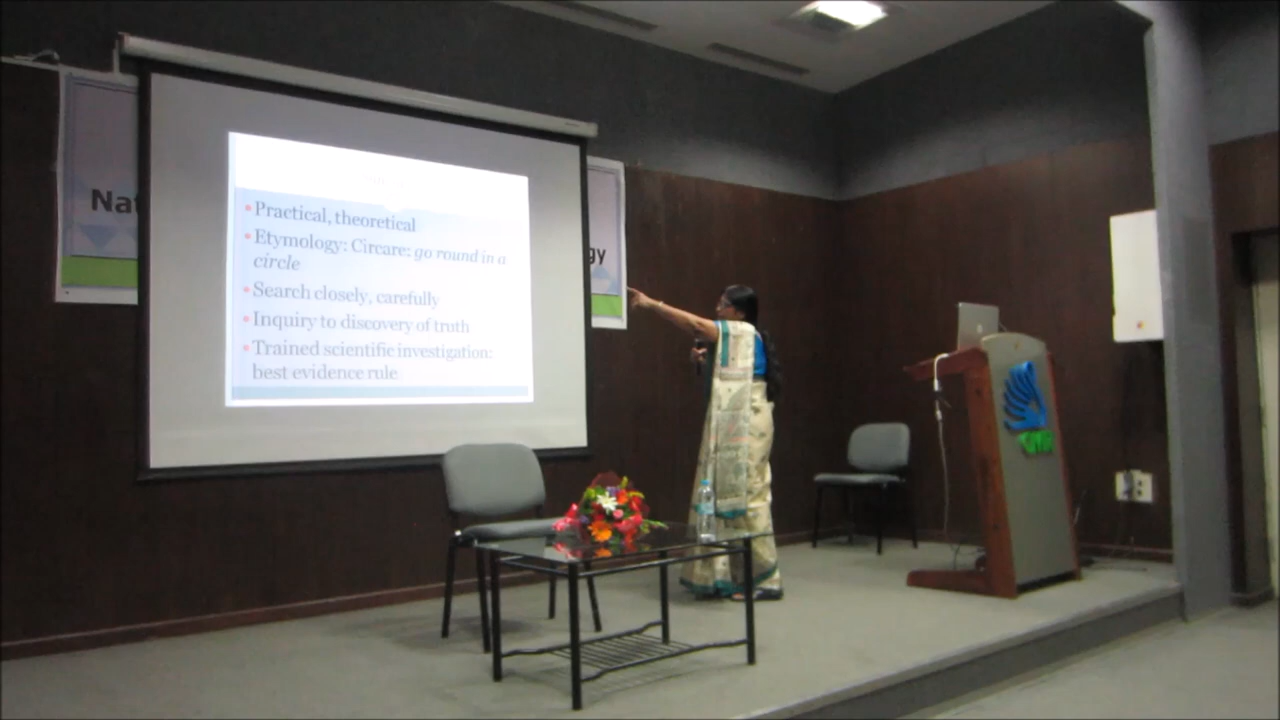 Nat
gy
Practical, theoretical
Etymology: Circare: go round in a
circle
Search closely, carefully
Inquiry to discovery of truth
Trained scientific investigation:
best evidence rule